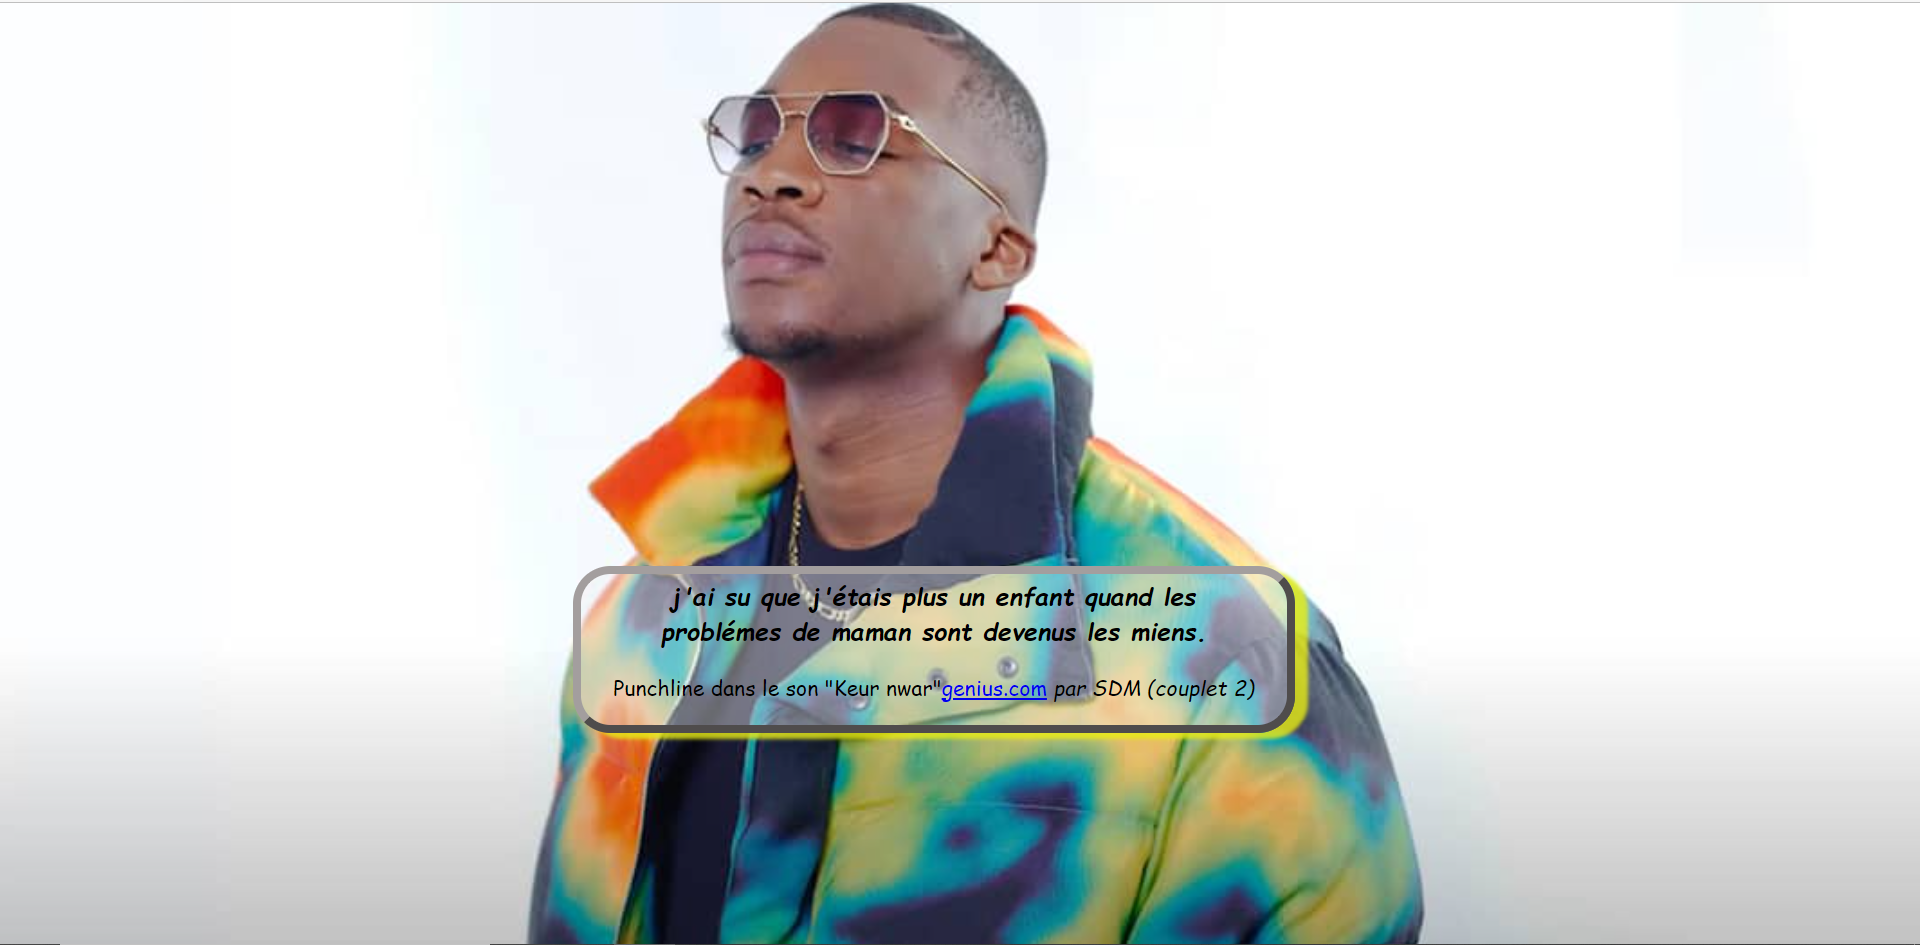 j'ai su que j'étais plus un enfant quand les
problémes de maman sont devenus les miens.
Punchline dans le son "Keur nwar"genius.com par SDM (couplet 2)